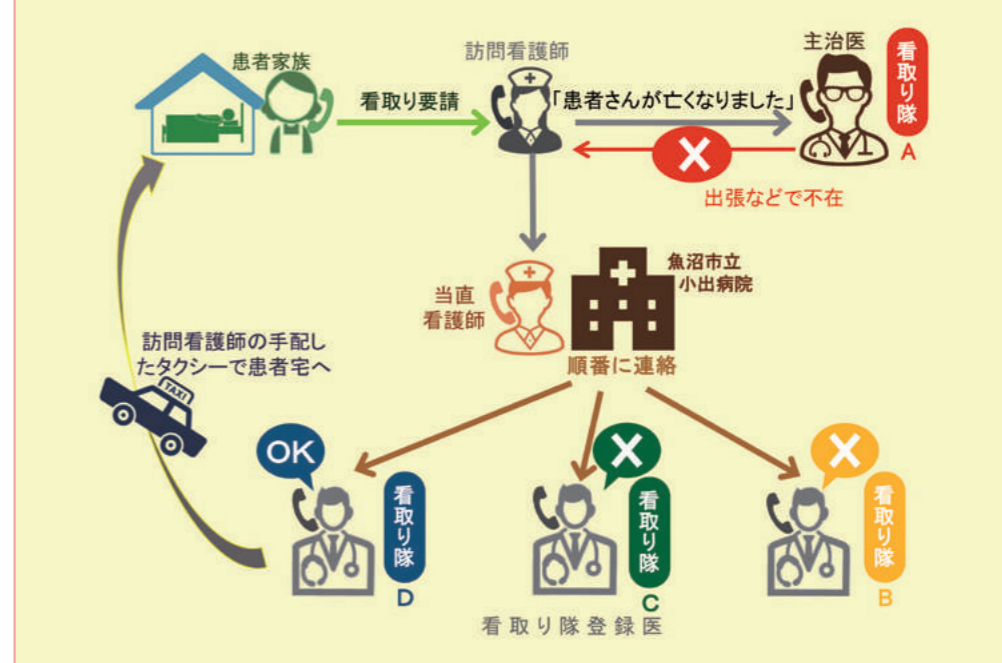 患者家族
訪問看護師
主治医
看取り隊
A
看取り要請
「患者さんが亡くなりました」
X
出張などで不在
当直
看護師
魚沼市立
小出病院
順番に連絡
訪問看護師の手配し
たタクシーで患者宅へ
TAXI
OK
看取り隊
D
X
看取り隊
C
X
看取り隊
B
看取り隊登録医